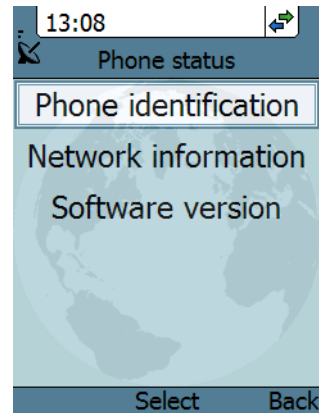 13:08
Phone status
Phone identification
Network information
Software version
Select Back